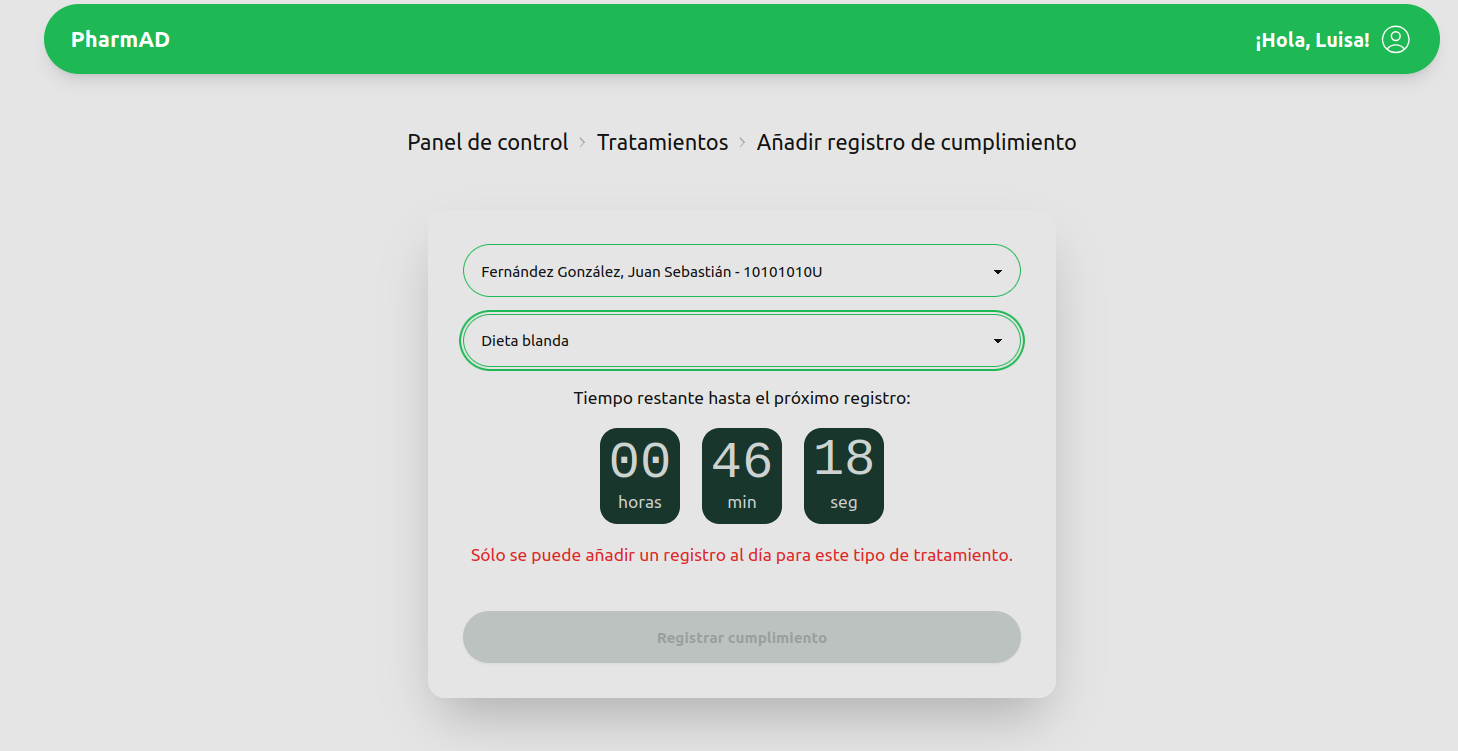 PharmAD
¡Hola, Luisa!
Panel de control > Tratamientos > Añadir registro de cumplimiento
Fernández González, Juan Sebastián - 10101010U
Dieta blanda
Tiempo restante hasta el próximo registro:
00 46 18
horas min seg
Sólo se puede añadir un registro al día para este tipo de tratamiento.
Registrar cumplimiento